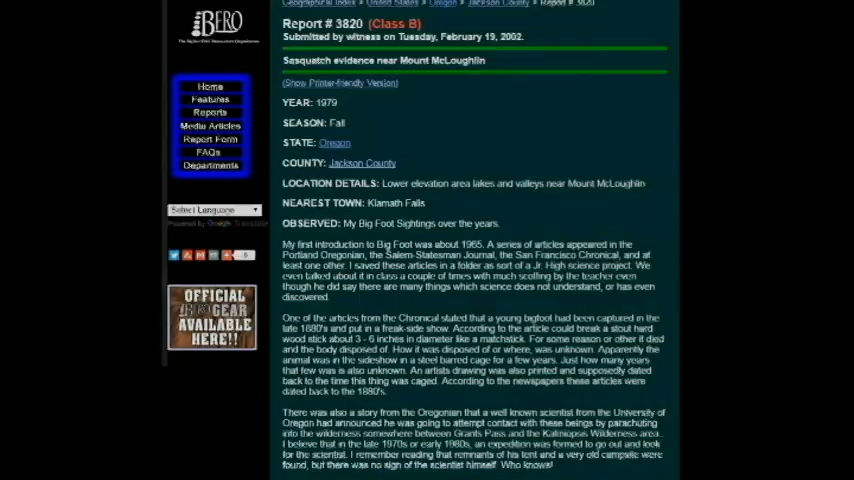 Geographical Index > United States > Oregon > Jackson County > Report # 3820
BFRO
Report # 3820 (Class B)
Submitted by witness on Tuesday, February 19, 2002.
Sasquatch evidence near Mount McLoughlin
(Show Printer-friendly Version)
Home
Features
Reports
Media Articles
Report Form
FAQs
Departments
YEAR: 1979
SEASON: Fall
STATE: Oregon
COUNTY: Jackson County
LOCATION DETAILS: Lower elevation area lakes and valleys near Mount McLoughlin
NEAREST TOWN: Klamath Falls
OBSERVED: My Big Foot Sightings over the years.
Select Language
Powered by Google Translate
OFFICIAL
BFRO GEAR
AVAILABLE
HERE!!
My first introduction to Big Foot was about 1965. A series of articles appeared in the
Portland Oregonian, the Salem-Statesman Journal, the San Francisco Chronical, and at
least one other. I saved these articles in a folder as sort of a Jr. High science project. We
even talked about it in class a couple of times with much scoffing by the teacher even
though he did say there are many things which science does not understand, or has even
discovered.
One of the articles from the Chronical stated that a young bigfoot had been captured in the
late 1880's and put in a freak-side show. According to the article could break a stout hard
wood stick about 3 - 6 inches in diameter like a matchstick. For some reason or other it died
and the body disposed of. How it was disposed of or where, was unknown. Apparently the
animal was in the sideshow in a steel barred cage for a few years. Just how many years
that few was is also unknown. An artists drawing was also printed and supposedly dated
back to the time this thing was caged. According to the newspapers these articles were
dated back to the 1880's.
There was also a story from the Oregonian that a well known scientist from the University of
Oregon had announced he was going to attempt contact with these beings by parachuting
into the wilderness somewhere between Grants Pass and the Kalmiopsis Wilderness area..
I believe that in the late 1970s or early 1980s, an expedition was formed to go out and look
for the scientist. I remember reading that remnants of his tent and a very old campsite were
found, but there was no sign of the scientist himself. Who knows!